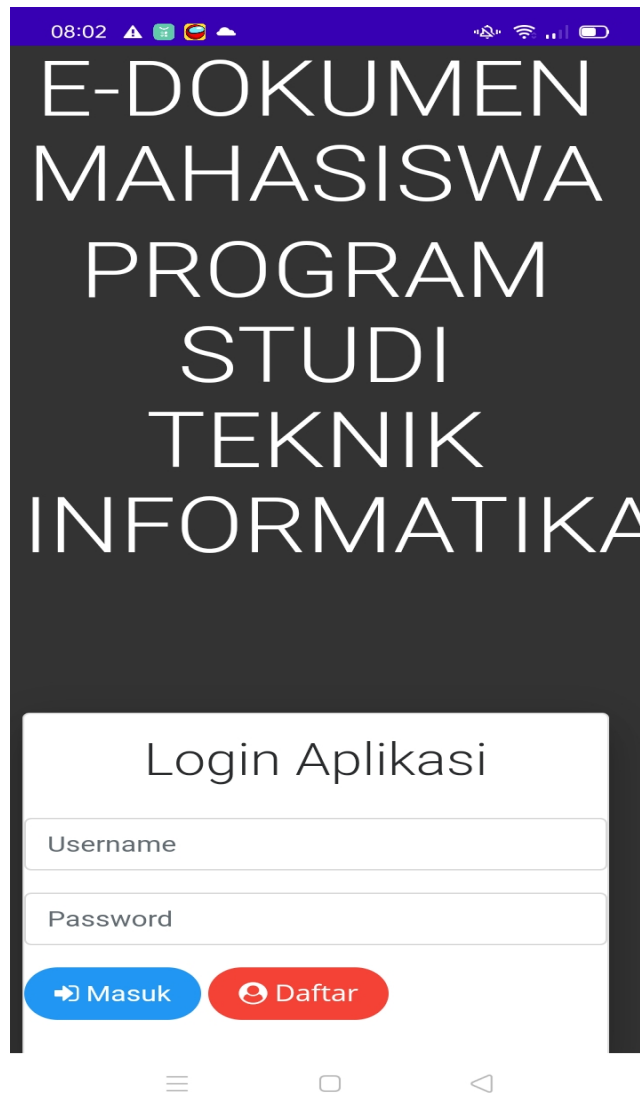 08:02
E-DOKUMEN
MAHASISWA
PROGRAM
STUDI
TEKNIK
INFORMATIKA
Login Aplikasi
Username
Password
Masuk Daftar